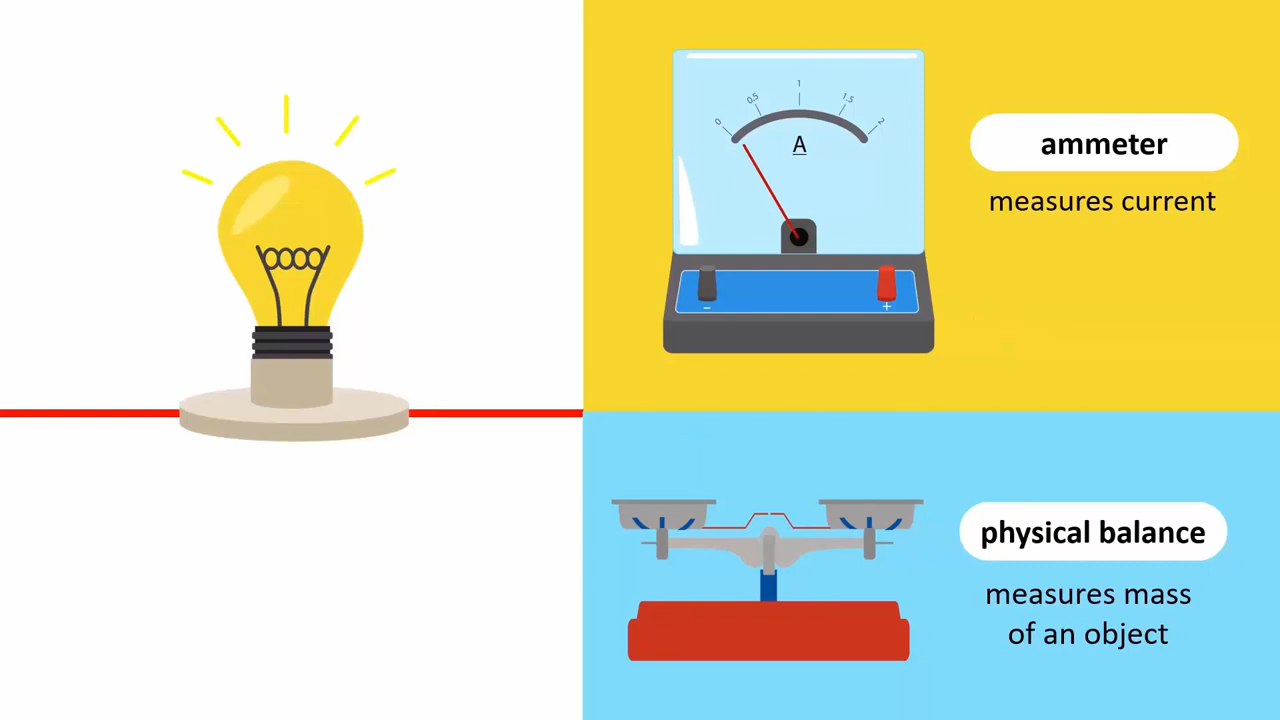 0
0.5
1
1.5
2
A
- +
ammeter
measures current
physical balance
measures mass
of an object